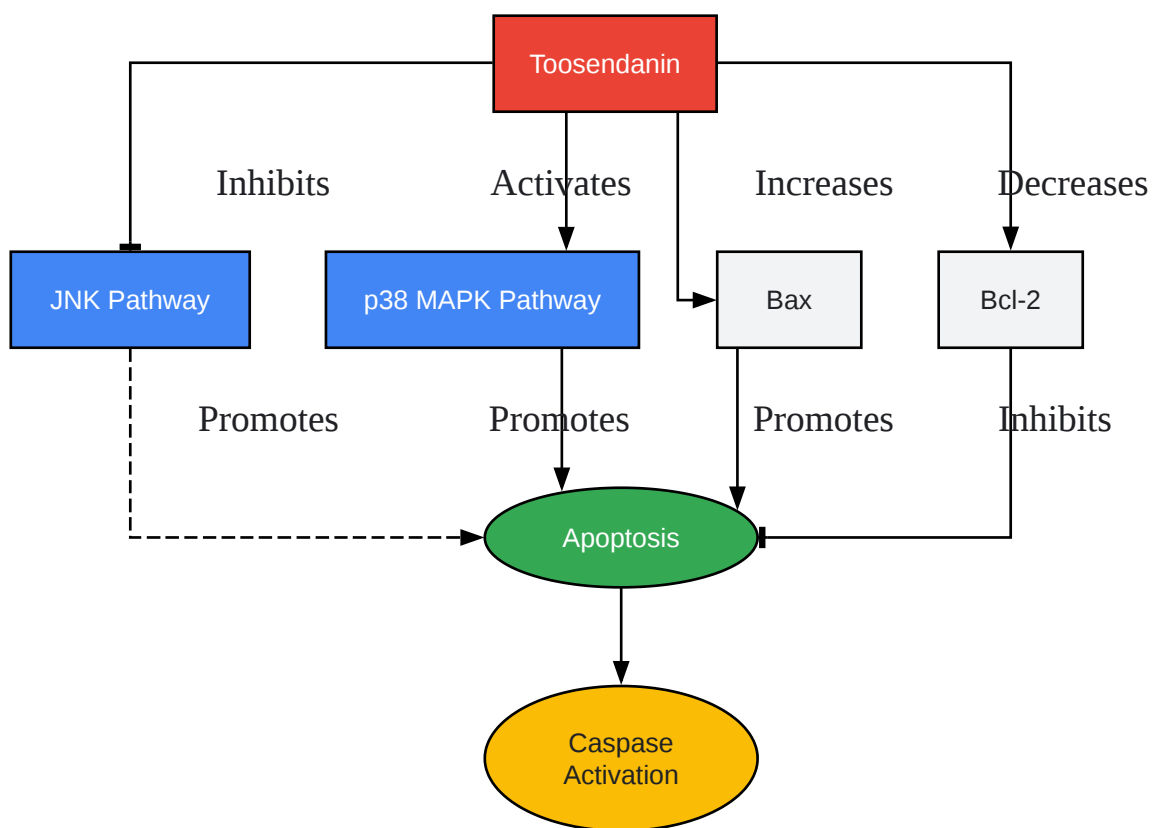 Toosendanin
Inhibits
Activates
Increases
Decreases
JNK Pathway
p38 MAPK Pathway
Bax
Bcl-2
Promotes
Promotes
Promotes
Inhibits
Apoptosis
Caspase
Activation